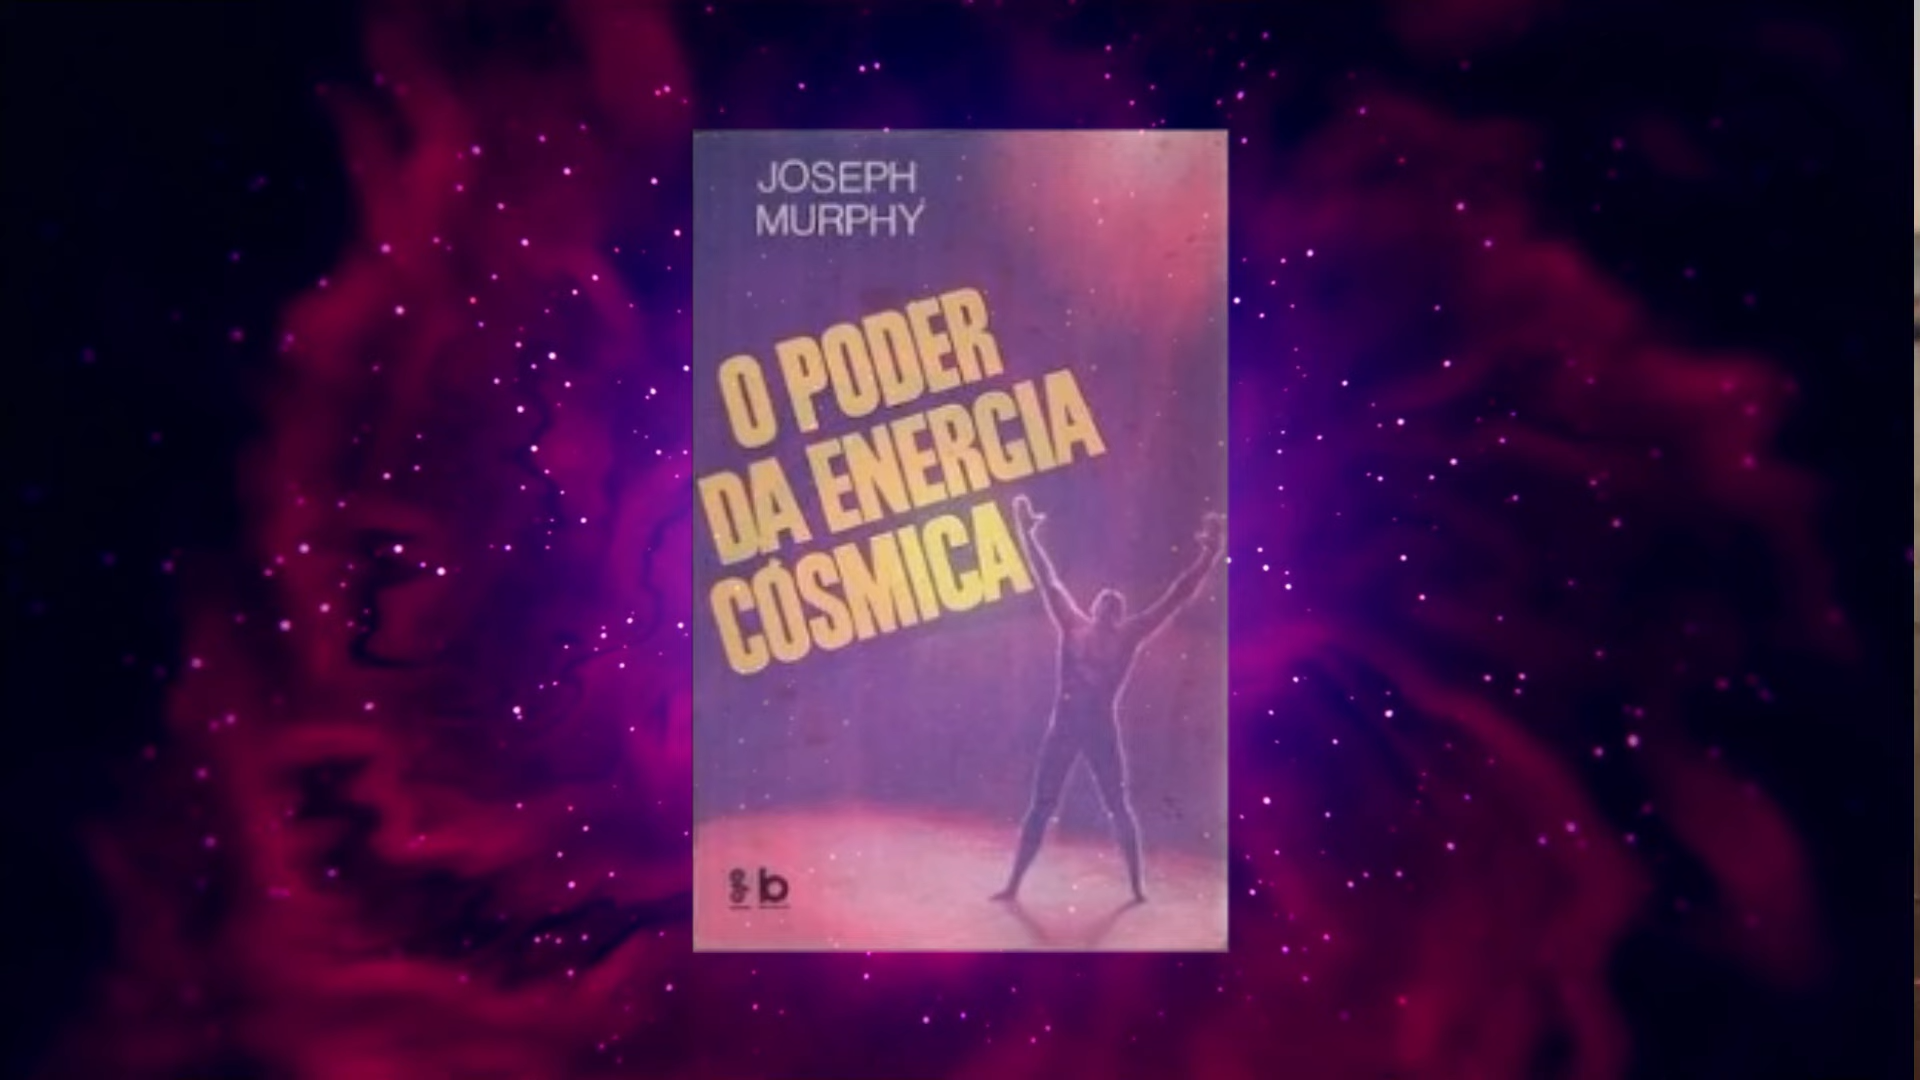 JOSEPH
MURPHY
O PODER
DA ENERGIA
CÓSMICA
b